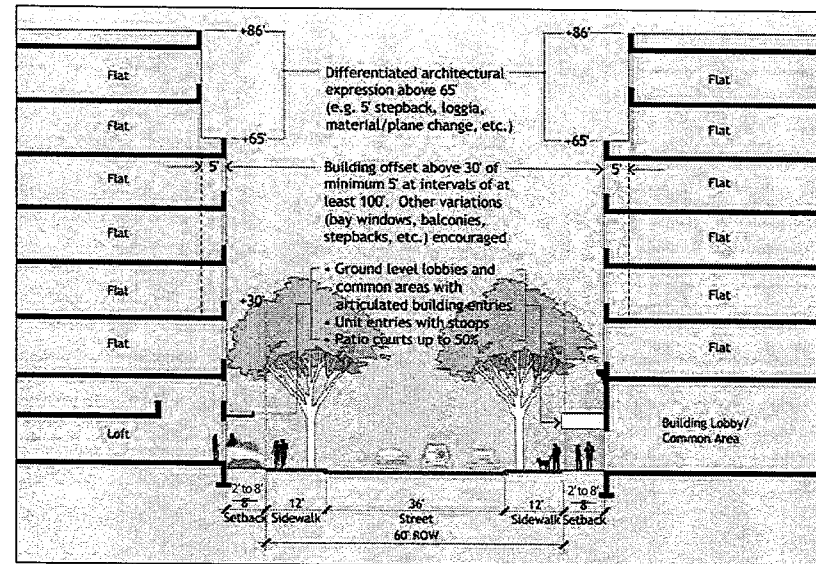 +86'
+86'
Flat
Flat
Differentiated architectural
expression above 65'
(e.g. 5' stepback, loggia,
material/plane change, etc.)
Flat
Flat
+65'
+65'
Flat
5'
Building offset above 30' of
minimum 5' at intervals of at
least 100'. Other variations
(bay windows, balconies,
stepbacks, etc.) encouraged
5'
Flat
Flat
Flat
Flat
Flat
+30'
• Ground level lobbies and
common areas with
articulated building entries
• Unit entries with stoops
• Patio courts up to 50%
Flat
Flat
Loft
Building Lobby/
Common Area
2' to 8'
8'
Setback
12'
Sidewalk
36'
Street
12'
Sidewalk
2' to 8'
8'
Setback
60' ROW